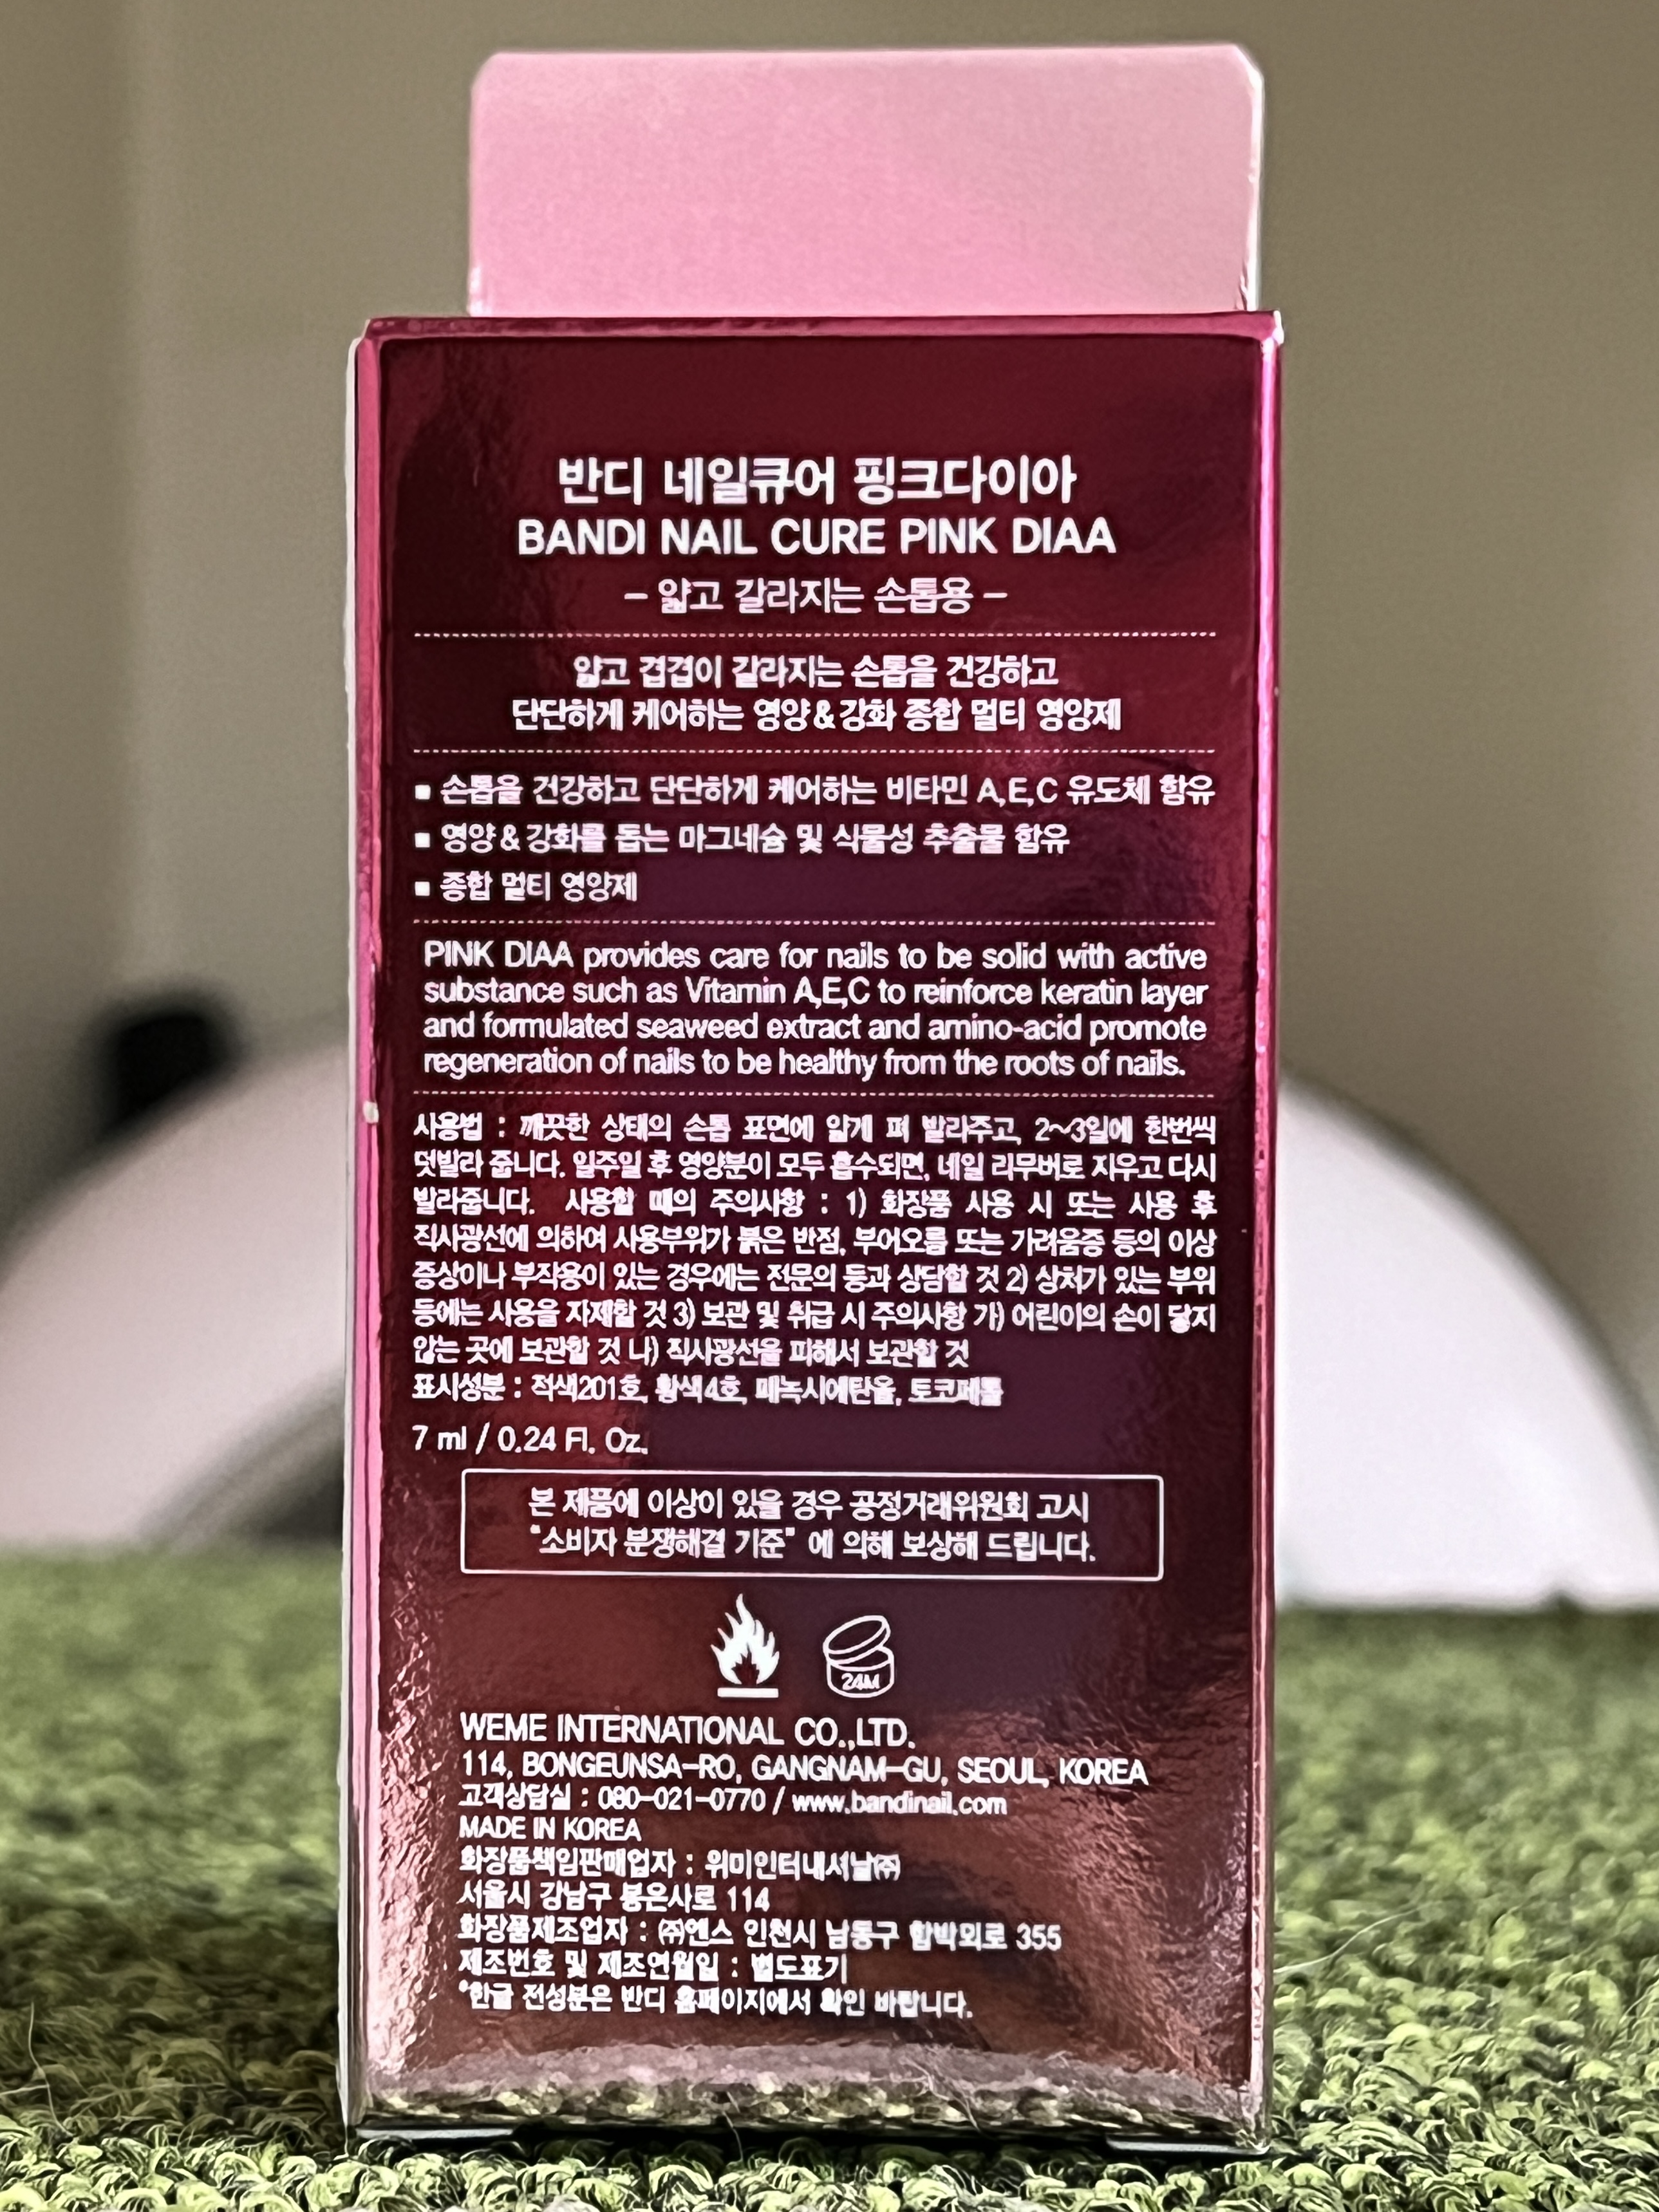 반디 네일큐어 핑크다이아
BANDI NAIL CURE PINK DIAA
– 얇고 갈라지는 손톱용 –
얇고 겹겹이 갈라지는 손톱을 건강하고
단단하게 케어하는 영양&강화 종합 멀티 영양제
▪ 손톱을 건강하고 단단하게 케어하는 비타민 A,E,C 유도체 함유
▪ 영양&강화를 돕는 마그네슘 및 식물성 추출물 함유
▪ 종합 멀티 영양제
PINK DIAA provides care for nails to be solid with active
substance such as Vitamin A,E,C to reinforce keratin layer
and formulated seaweed extract and amino-acid promote
regeneration of nails to be healthy from the roots of nails.
사용법 : 깨끗한 상태의 손톱 표면에 얇게 펴 발라주고, 2~3일에 한번씩
덧발라 줍니다. 일주일 후 영양분이 모두 흡수되면, 네일 리무버로 지우고 다시
발라줍니다. 사용할 때의 주의사항 : 1) 화장품 사용 시 또는 사용 후
직사광선에 의하여 사용부위가 붉은 반점, 부어오름 또는 가려움증 등의 이상
증상이나 부작용이 있는 경우에는 전문의 등과 상담할 것 2) 상처가 있는 부위
등에는 사용을 자제할 것 3) 보관 및 취급 시 주의사항 가) 어린이의 손이 닿지
않는 곳에 보관할 것 나) 직사광선을 피해서 보관할 것
표시성분 : 적색201호, 황색4호, 페녹시에탄올, 토코페롤
7 ml / 0.24 Fl. Oz.
본 제품에 이상이 있을 경우 공정거래위원회 고시
"소비자 분쟁해결 기준" 에 의해 보상해 드립니다.
24M
WEME INTERNATIONAL CO.,LTD.
114, BONGEUNSA-RO, GANGNAM-GU, SEOUL, KOREA
고객상담실 : 080-021-0770 / www.bandinail.com
MADE IN KOREA
화장품책임판매업자 : 위미인터내셔날㈜
서울시 강남구 봉은사로 114
화장품제조업자 : ㈜엔스 인천시 남동구 함박뫼로 355
제조번호 및 제조연월일 : 별도표기
*한글 전성분은 반디 홈페이지에서 확인 바랍니다.